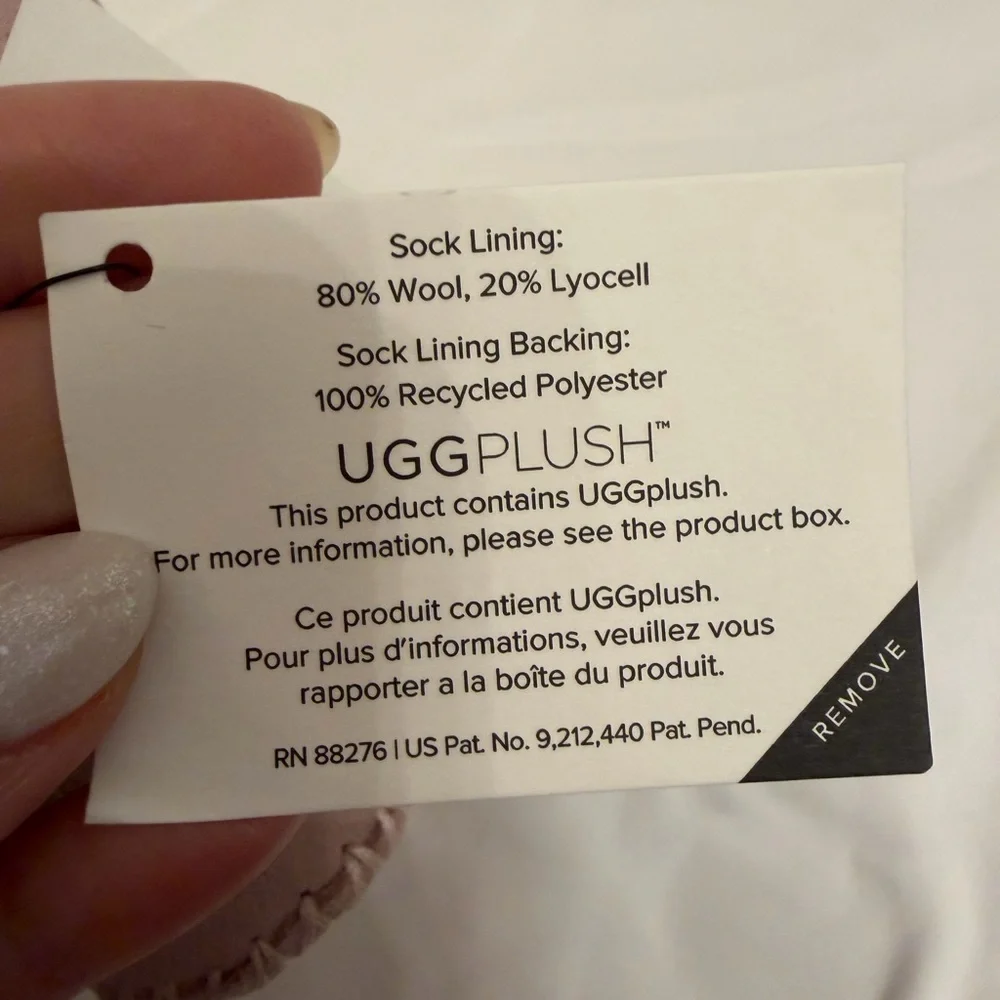 Sock Lining:
80% Wool, 20% Lyocell
Sock Lining Backing:
100% Recycled Polyester
UGGPLUSH™
This product contains UGGplush.
For more information, please see the product box.
Ce produit contient UGGplush.
Pour plus d'informations, veuillez vous
rapporter a la boîte du produit.
RN 88276 | US Pat. No. 9,212,440 Pat. Pend.
REMOVE